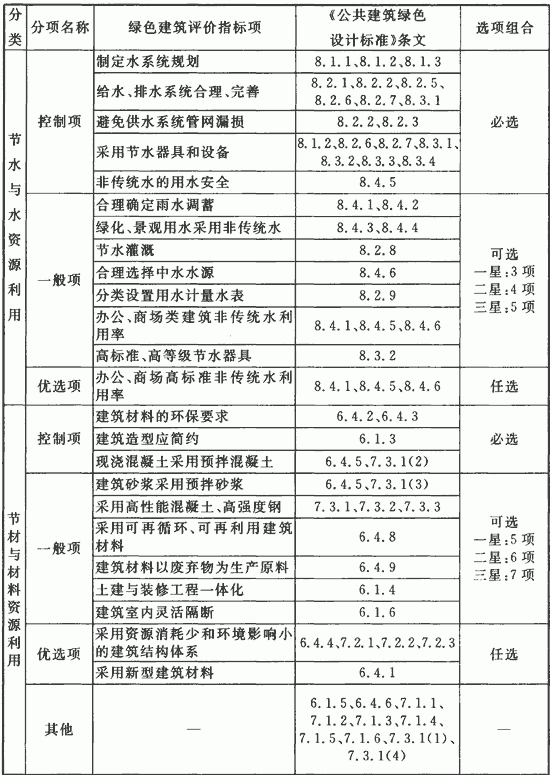 分类 分项名称 绿色建筑评价指标项 《公共建筑绿色设计标准》条文 选项组合
节水与水资源利用
控制项
制定水系统规划 8.1.1、8.1.2、8.1.3
给水、排水系统合理、完善 8.2.1、8.2.2、8.2.5、
8.2.6、8.2.7、8.3.1
避免供水系统管网漏损 8.2.2、8.2.3
采用节水器具和设备 8.1.2、8.2.6、8.2.7、8.3.1、
8.3.2、8.3.3、8.3.4
非传统水的用水安全 8.4.5
必选
一般项
合理确定雨水调蓄 8.4.1、8.4.2
绿化、景观用水采用非传统水 8.4.3、8.4.4
节水灌溉 8.2.8
合理选择中水水源 8.4.6
分类设置用水计量水表 8.2.9
办公、商场类建筑非传统水利
用率 8.4.1、8.4.5、8.4.6
高标准、高等级节水器具 8.3.2
可选
一星:3项
二星:4项
三星:5项
优选项
办公、商场高标准非传统水利
用率 8.4.1、8.4.5、8.4.6
任选
节材与材料资源利用
控制项
建筑材料的环保要求 6.4.2、6.4.3
建筑造型应简约 6.1.3
现浇混凝土采用预拌混凝土 6.4.5、7.3.1(2)
必选
一般项
建筑砂浆采用预拌砂浆 6.4.5、7.3.1(3)
采用高性能混凝土、高强度钢 7.3.1、7.3.2、7.3.3
采用可再循环、可再利用建筑
材料 6.4.8
建筑材料以废弃物为生产原料 6.4.9
土建与装修工程一体化 6.1.4
建筑室内灵活隔断 6.1.6
可选
一星:5项
二星:6项
三星:7项
优选项
采用资源消耗少和环境影响小
的建筑结构体系 6.4.4、7.2.1、7.2.2、7.2.3
采用新型建筑材料 6.4.1
任选
其他 — 6.1.5、6.4.6、7.1.1、
7.1.2、7.1.3、7.1.4、
7.1.5、7.1.6、7.3.1(1)、
7.3.1(4) —